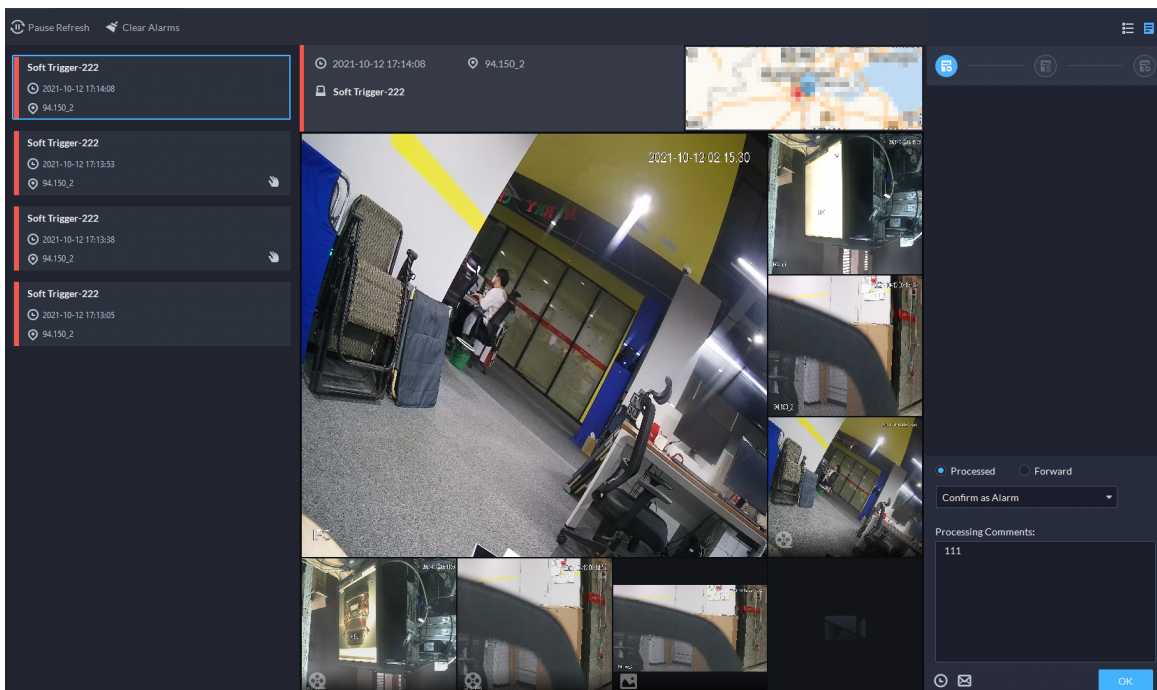 Pause Refresh
Clear Alarms
Soft Trigger-222
2021-10-12 17:14:08
94.150_2
Soft Trigger-222
2021-10-12 17:13:53
94.150_2
Soft Trigger-222
2021-10-12 17:13:38
94.150_2
Soft Trigger-222
2021-10-12 17:13:05
94.150_2
2021-10-12 17:14:08
94.150_2
Soft Trigger-222
2021-10-12 02:15:30
Processed
Forward
Confirm as Alarm
Processing Comments:
111
OK